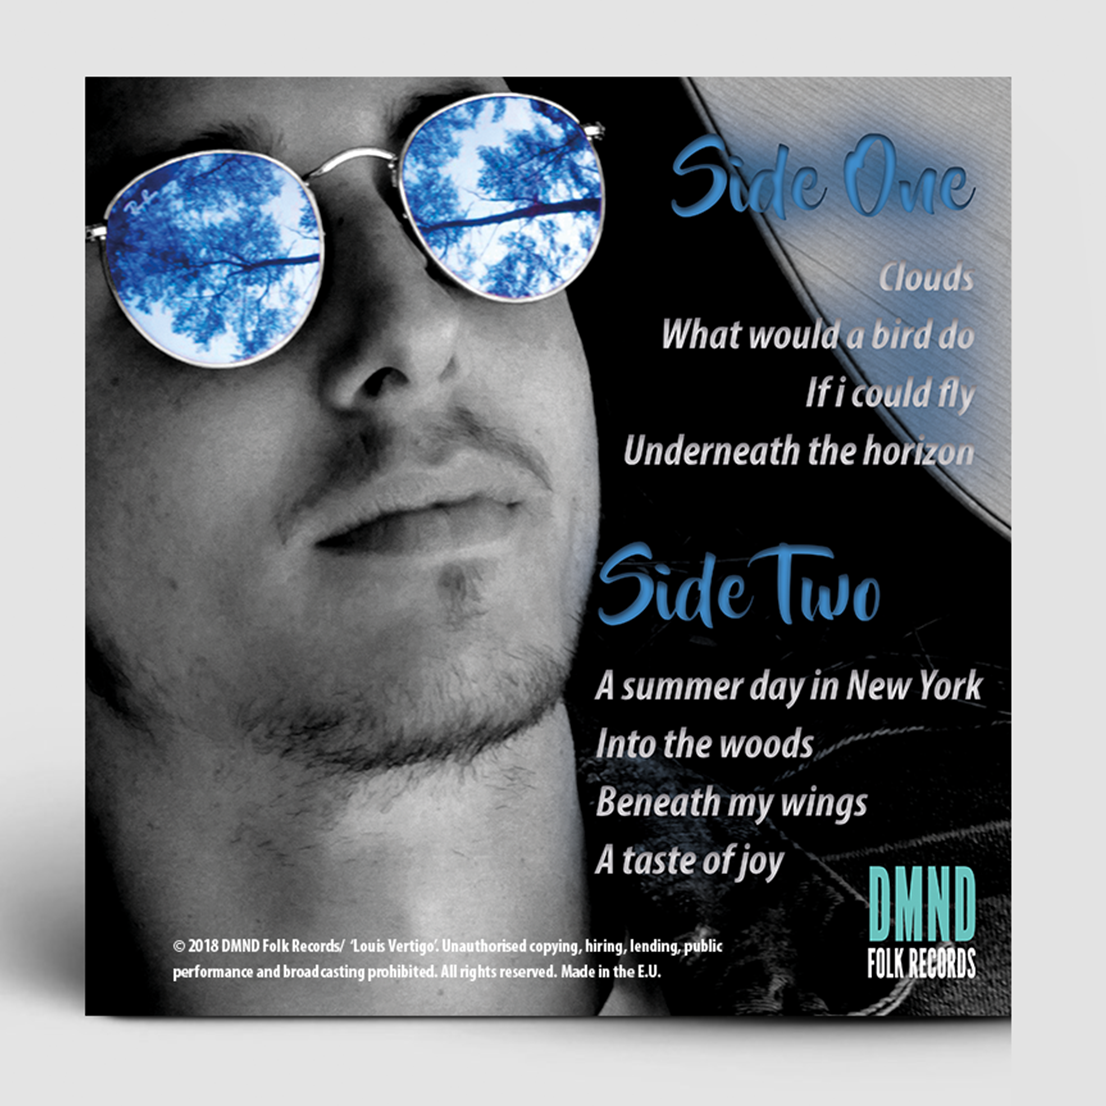 Ray-Ban
Side One
Clouds
What would a bird do
If i could fly
Underneath the horizon
Side Two
A summer day in New York
Into the woods
Beneath my wings
A taste of joy
© 2018 DMND Folk Records/ ‘Louis Vertigo’. Unauthorised copying, hiring, lending, public
performance and broadcasting prohibited. All rights reserved. Made in the E.U.
DMND
FOLK RECORDS